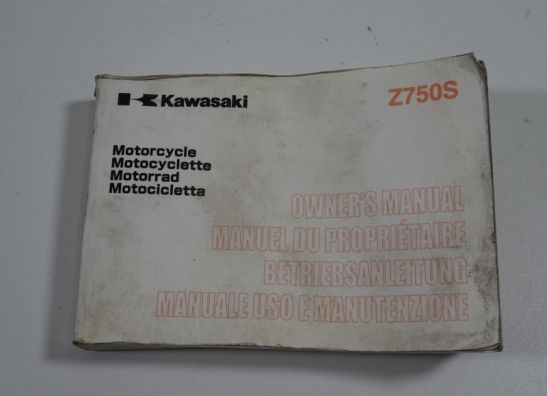 Kawasaki
Z750S
Motorcycle
Motocyclette
Motorrad
Motocicletta
OWNER'S MANUAL
MANUEL DU PROPRIÉTAIRE
BETRIEBSANLEITUNG
MANUALE USO E MANUTENZIONE